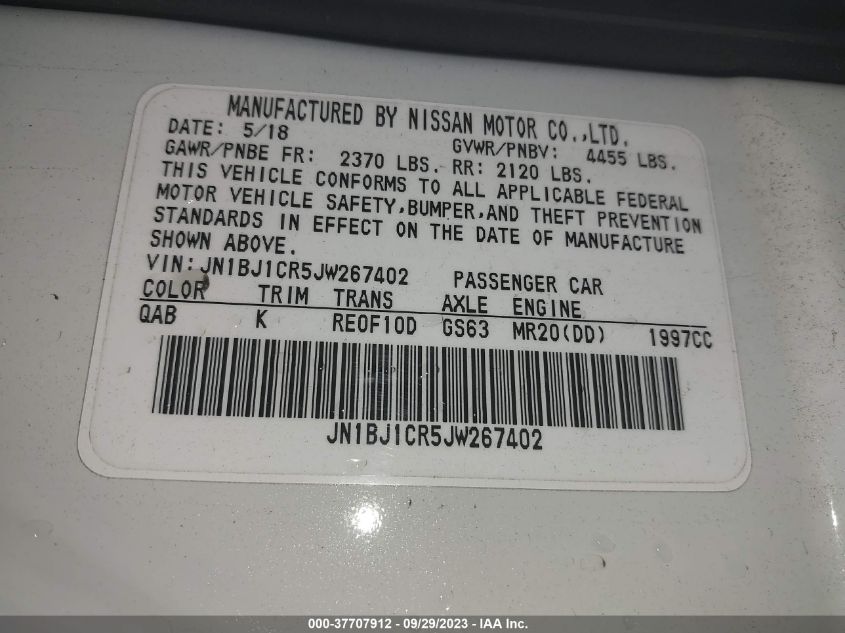 MANUFACTURED BY NISSAN MOTOR CO.,LTD.
DATE: 5/18 GVWR/PNBV: 4455 LBS.
GAWR/PNBE FR: 2370 LBS. RR: 2120 LBS.
THIS VEHICLE CONFORMS TO ALL APPLICABLE FEDERAL
MOTOR VEHICLE SAFETY,BUMPER,AND THEFT PREVENTION
STANDARDS IN EFFECT ON THE DATE OF MANUFACTURE
SHOWN ABOVE.
VIN:JN1BJ1CR5JW267402 PASSENGER CAR
COLOR TRIM TRANS AXLE ENGINE
QAB K RE0F10D GS63 MR20(DD) 1997CC
JN1BJ1CR5JW267402
000-37707912 - 09/29/2023 - IAA Inc.